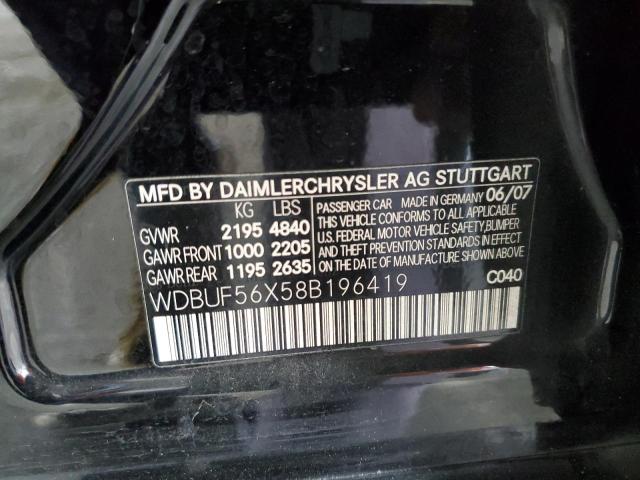 MFD BY DAIMLERCHRYSLER AG STUTTGART
KG LBS
GVWR 2195 4840
GAWR FRONT 1000 2205
GAWR REAR 1195 2635
PASSENGER CAR MADE IN GERMANY 06/07
THIS VEHICLE CONFORMS TO ALL APPLICABLE
U.S. FEDERAL MOTOR VEHICLE SAFETY,BUMPER
AND THEFT PREVENTION STANDARDS IN EFFECT
ON THE DATE OF MANUFACTURE SHOWN ABOVE.
WDBUF56X58B196419
C040